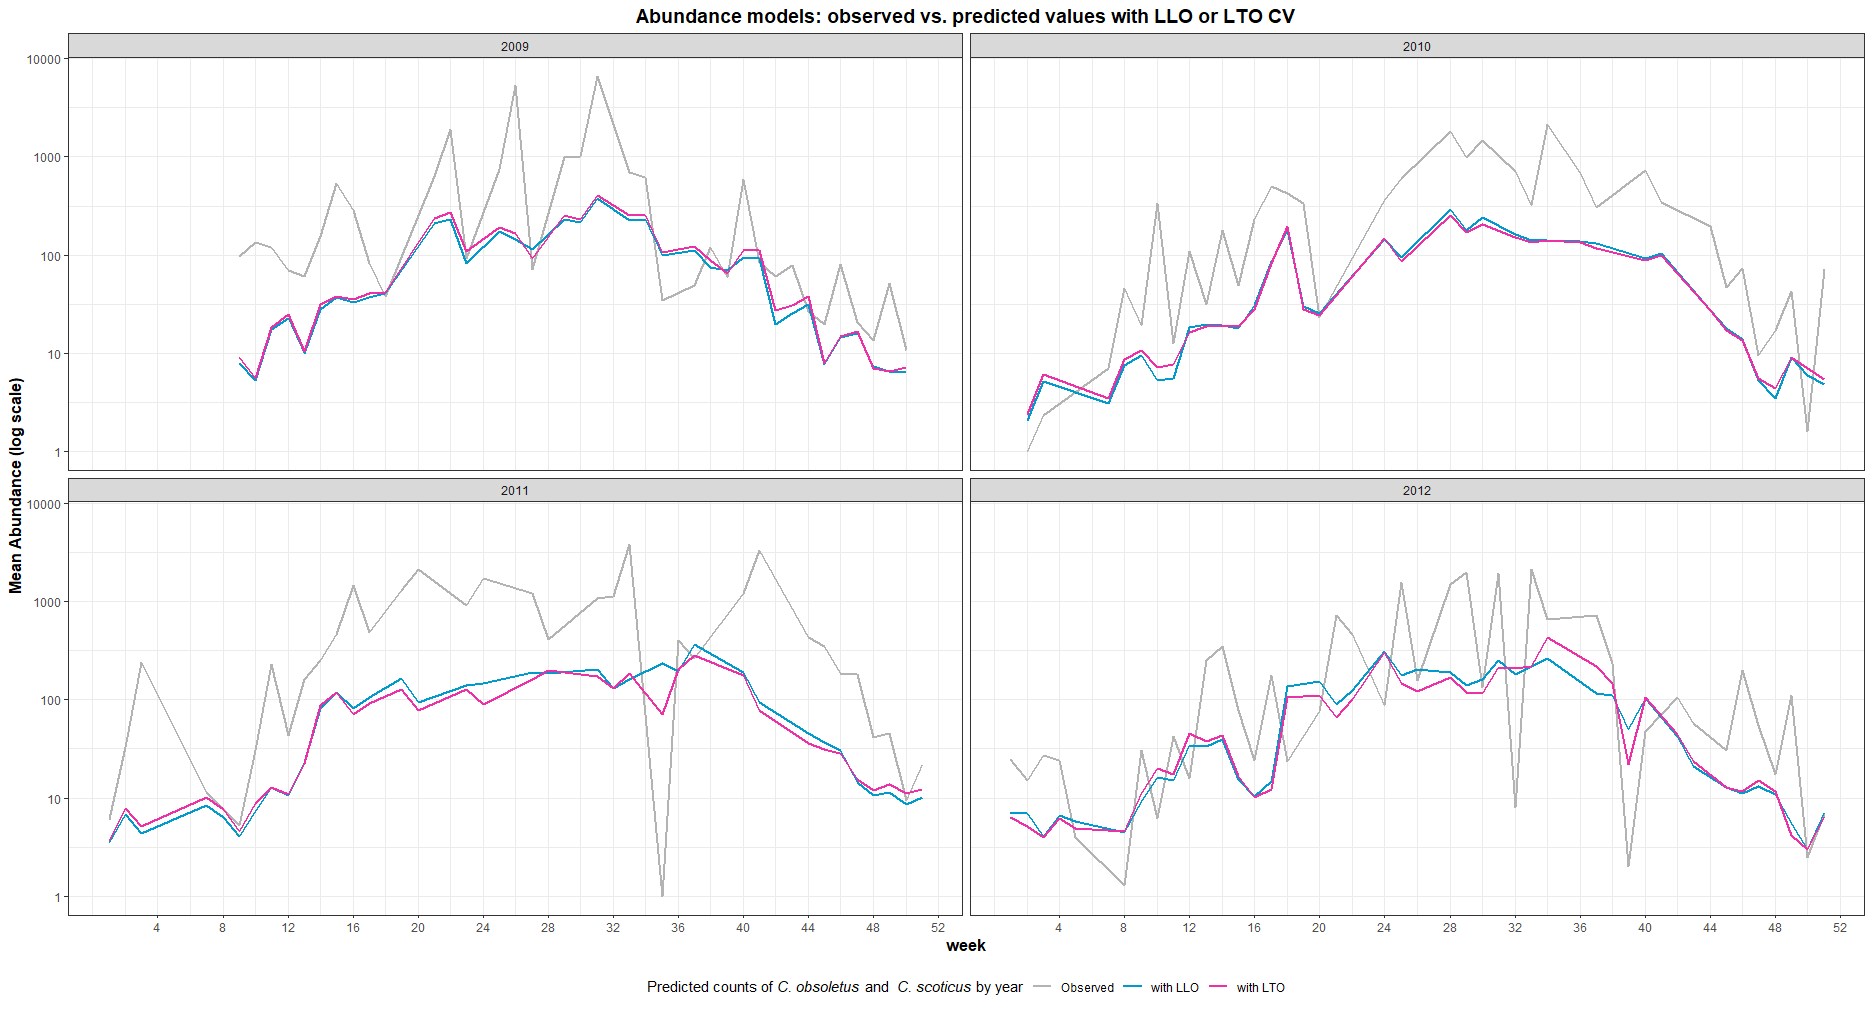 Abundance models: observed vs. predicted values with LLO or LTO CV
2009
2010
10000
1000
100
10
1
2011
2012
10000
1000
100
10
1
Mean Abundance (log scale)
4 8 12 16 20 24 28 32 36 40 44 48 52
4 8 12 16 20 24 28 32 36 40 44 48 52
week
Predicted counts of C. obsoletus and C. scoticus by year Observed with LLO with LTO